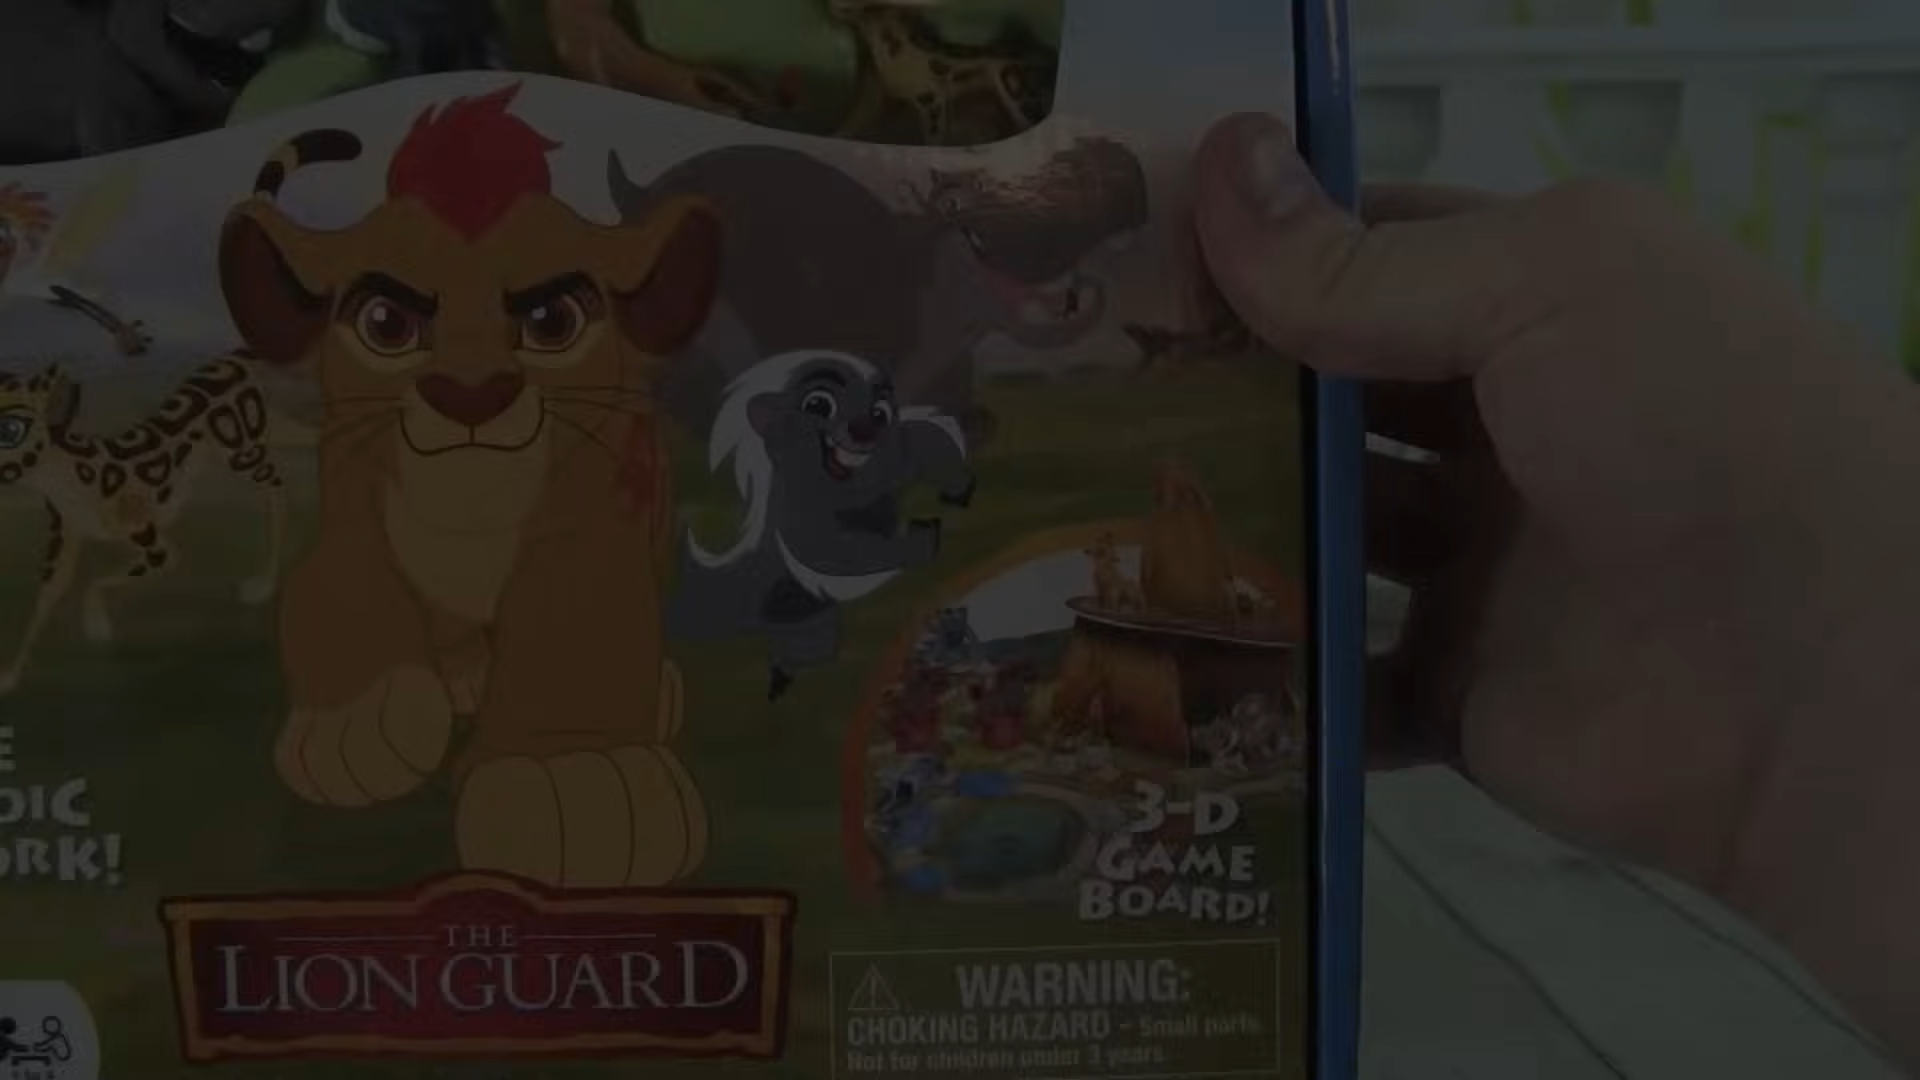 3-D
GAME
BOARD!
THE
LION GUARD
WARNING:
CHOKING HAZARD - Small parts.
Not for children under 3 years.